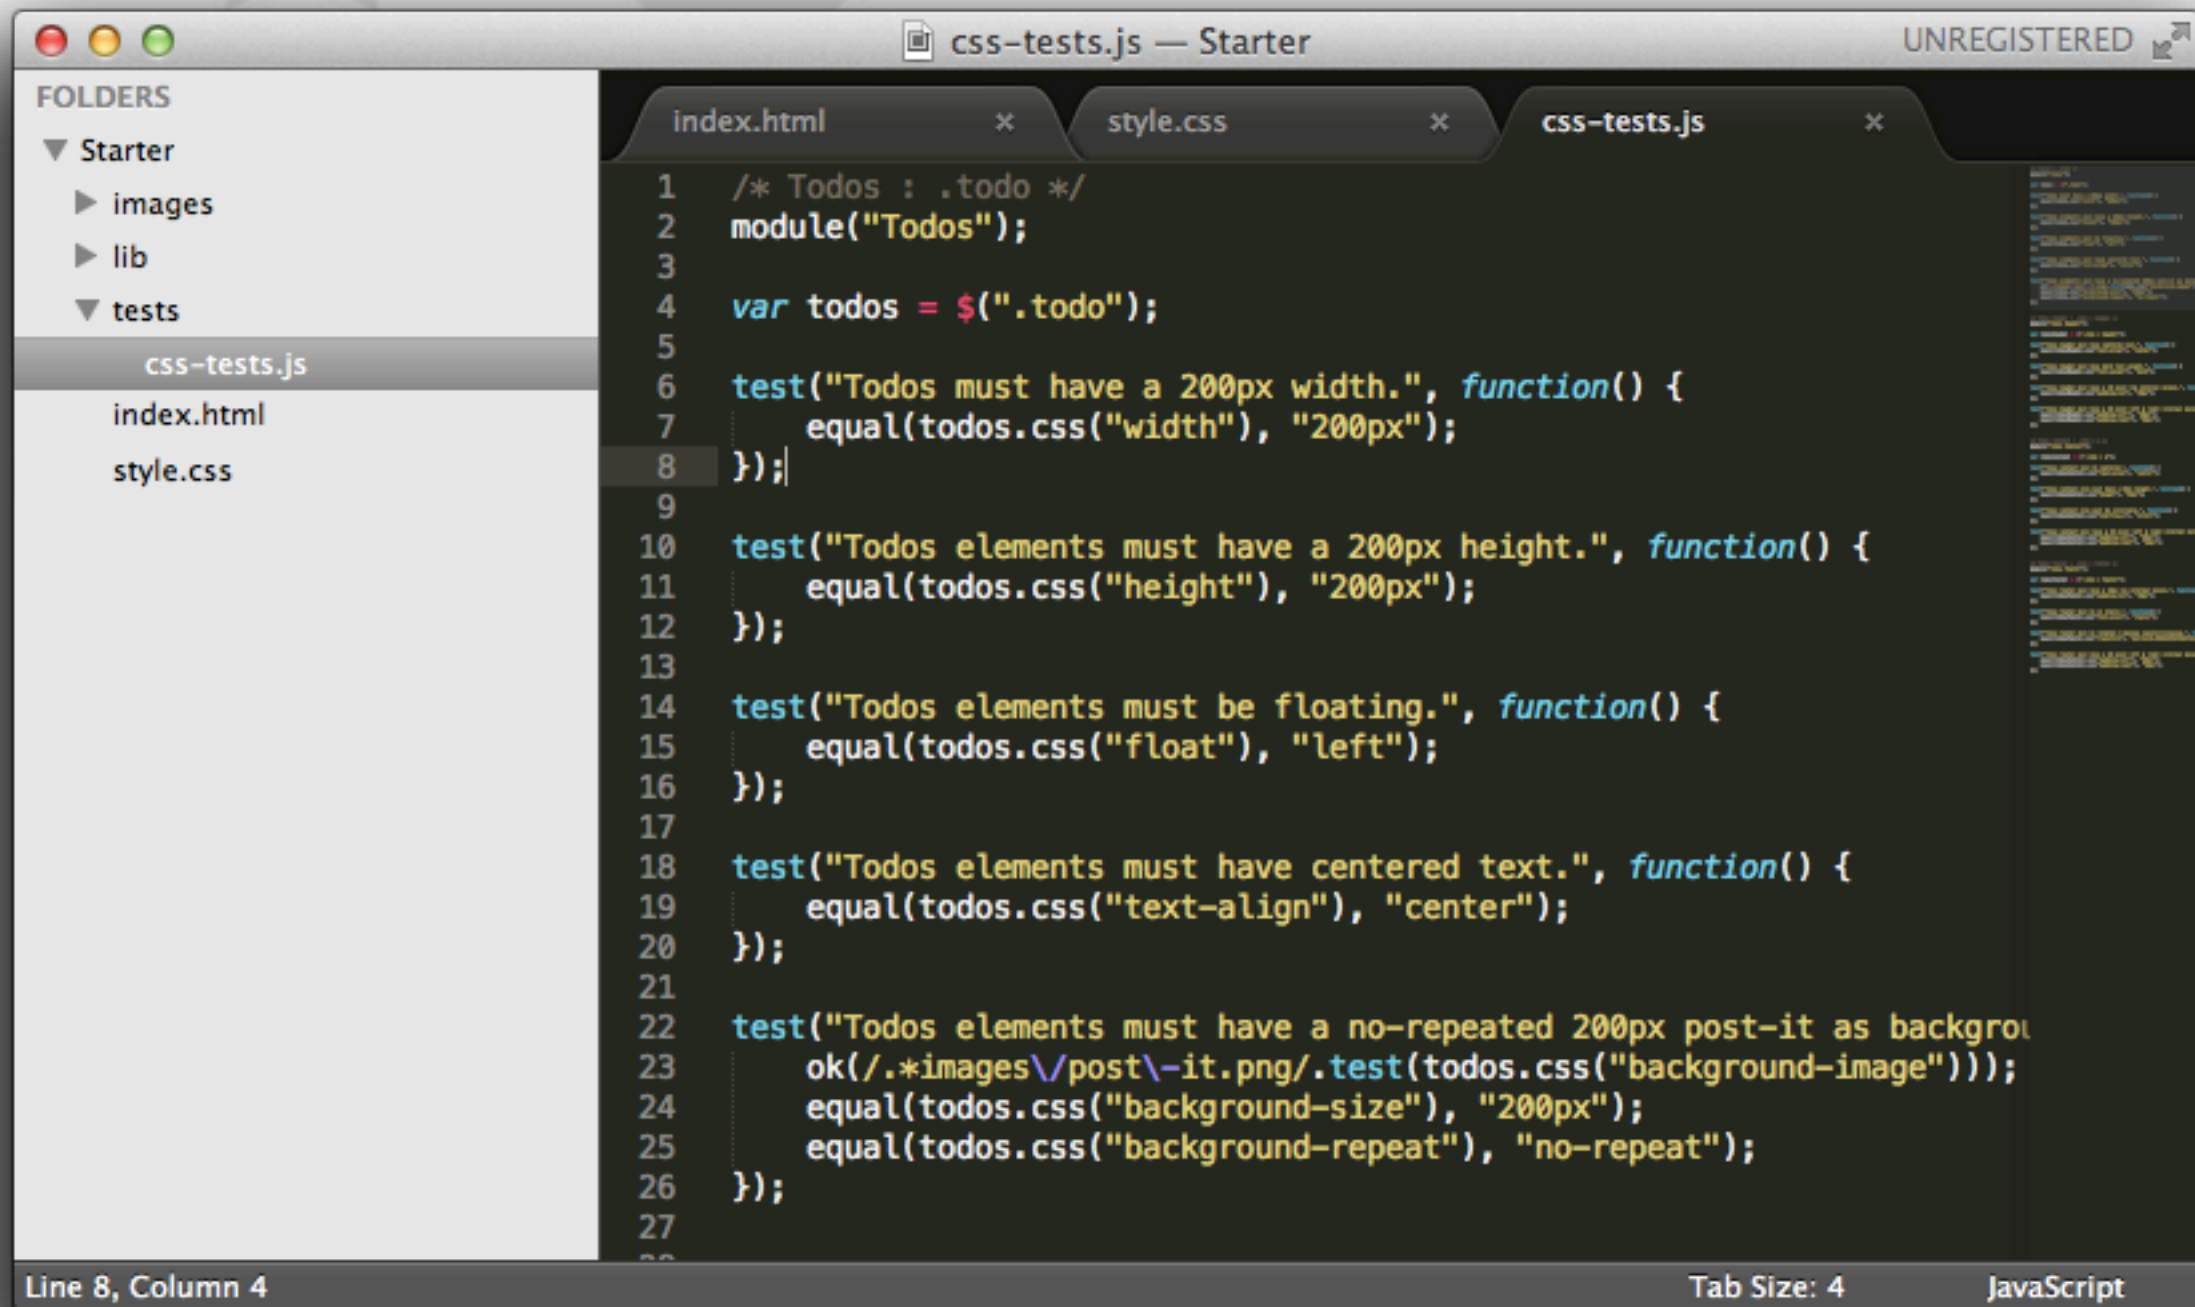 css-tests.js — Starter
UNREGISTERED
FOLDERS
Starter
images
lib
tests
css-tests.js
index.html
style.css
index.html ×
style.css ×
css-tests.js ×
1 /* Todos : .todo */
2 module("Todos");
3
4 var todos = $(".todo");
5
6 test("Todos must have a 200px width.", function() {
7 equal(todos.css("width"), "200px");
8 });
9
10 test("Todos elements must have a 200px height.", function() {
11 equal(todos.css("height"), "200px");
12 });
13
14 test("Todos elements must be floating.", function() {
15 equal(todos.css("float"), "left");
16 });
17
18 test("Todos elements must have centered text.", function() {
19 equal(todos.css("text-align"), "center");
20 });
21
22 test("Todos elements must have a no-repeated 200px post-it as backgrou
23 ok(/.*images\/post\-it.png/.test(todos.css("background-image")));
24 equal(todos.css("background-size"), "200px");
25 equal(todos.css("background-repeat"), "no-repeat");
26 });
27
Line 8, Column 4
Tab Size: 4
JavaScript